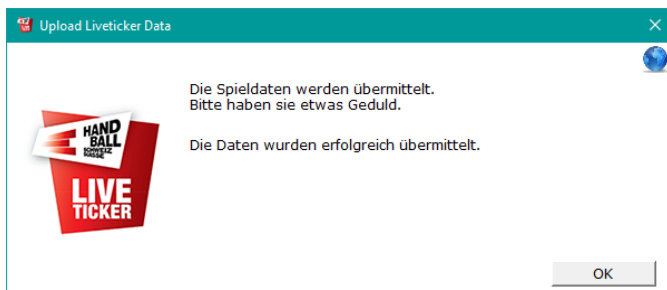 Upload Liveticker Data
Die Spieldaten werden übermittelt.
Bitte haben sie etwas Geduld.
HAND
BALL
SCHWEIZ
SUISSE
Die Daten wurden erfolgreich übermittelt.
LIVE
TICKER
OK